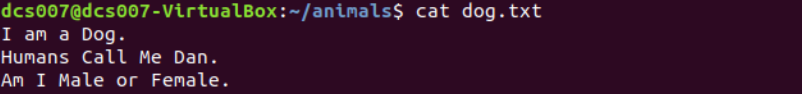 dcs007@dcs007-VirtualBox:~/animals$ cat dog.txt
I am a Dog.
Humans Call Me Dan.
Am I Male or Female.